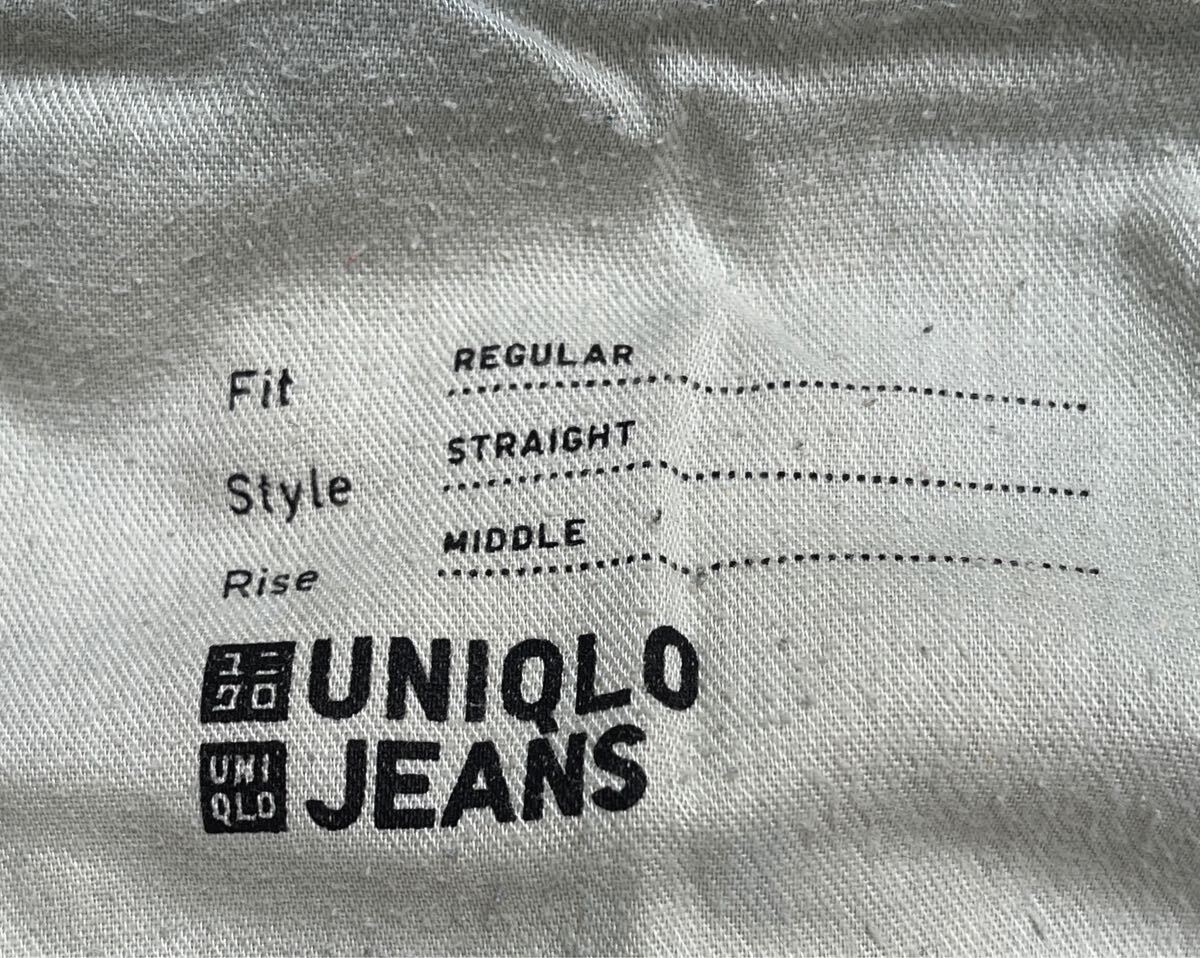 Fit REGULAR
Style STRAIGHT
Rise MIDDLE
ユニ
クロ
UNIQLO
UNI
QLO
JEANS